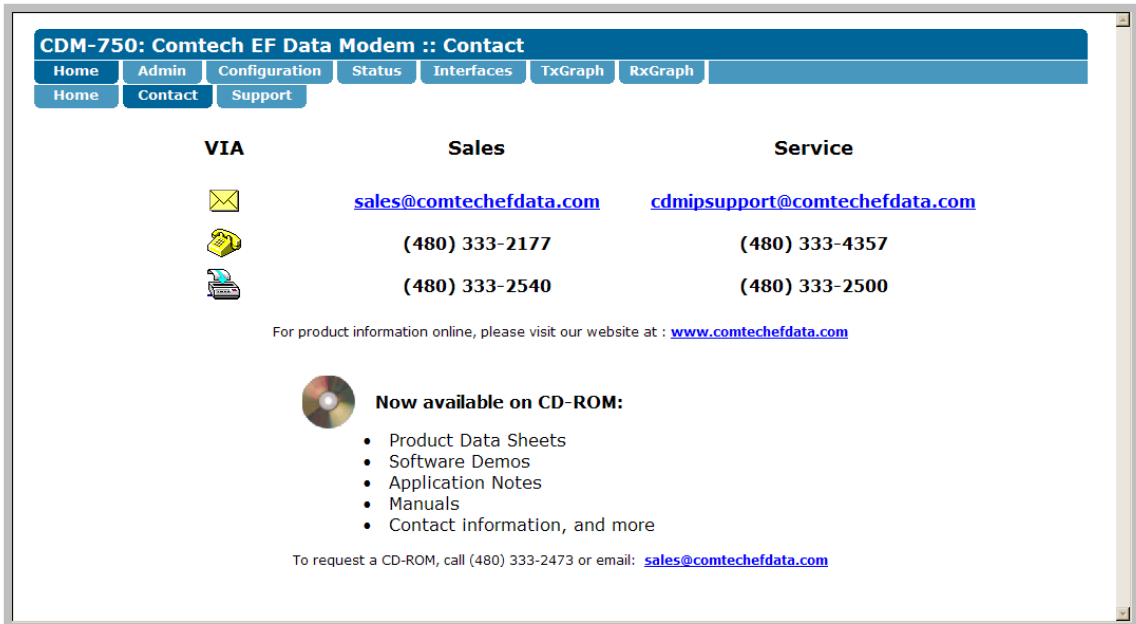 CDM-750: Comtech EF Data Modem :: Contact
Home Admin Configuration Status Interfaces TxGraph RxGraph
Home Contact Support
VIA Sales Service
sales@comtechefdata.com cdmipsupport@comtechefdata.com
(480) 333-2177 (480) 333-4357
(480) 333-2540 (480) 333-2500
For product information online, please visit our website at : www.comtechefdata.com
Now available on CD-ROM:
• Product Data Sheets
• Software Demos
• Application Notes
• Manuals
• Contact information, and more
To request a CD-ROM, call (480) 333-2473 or email: sales@comtechefdata.com